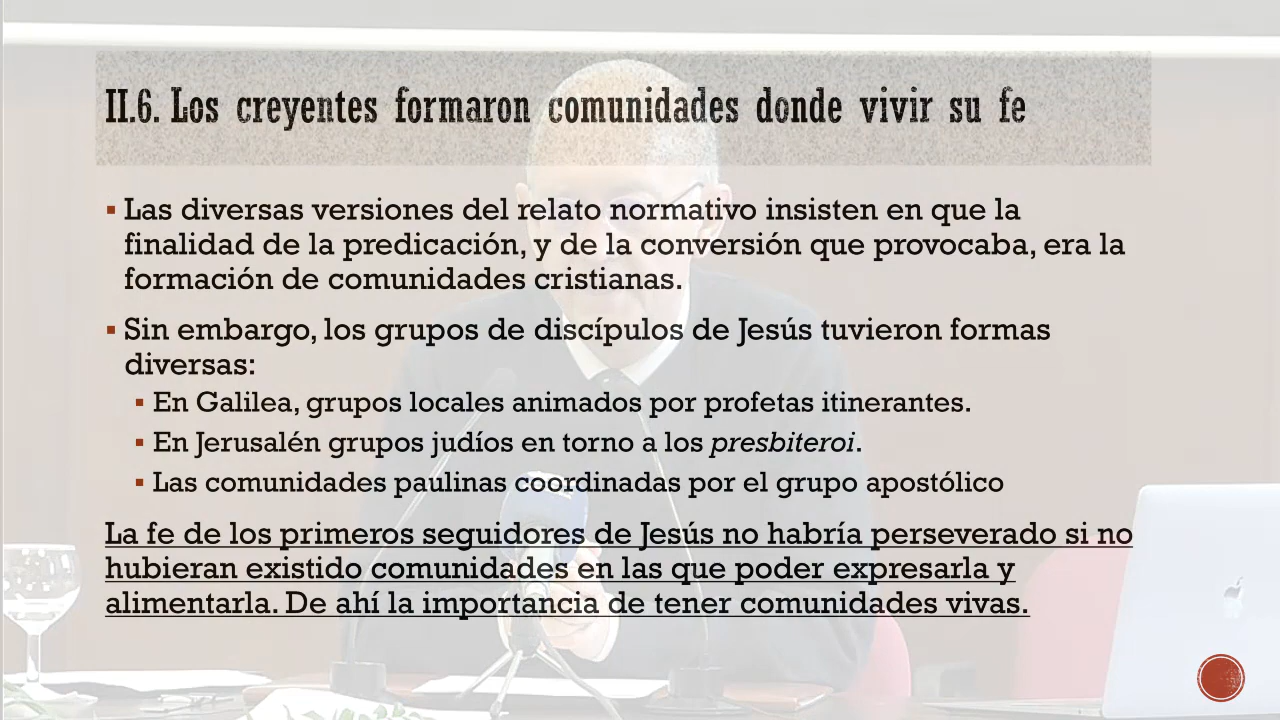 II.6. Los creyentes formaron comunidades donde vivir su fe
▪ Las diversas versiones del relato normativo insisten en que la
finalidad de la predicación, y de la conversión que provocaba, era la
formación de comunidades cristianas.
▪ Sin embargo, los grupos de discípulos de Jesús tuvieron formas
diversas:
▪ En Galilea, grupos locales animados por profetas itinerantes.
▪ En Jerusalén grupos judíos en torno a los presbiteroi.
▪ Las comunidades paulinas coordinadas por el grupo apostólico
La fe de los primeros seguidores de Jesús no habría perseverado si no
hubieran existido comunidades en las que poder expresarla y
alimentarla. De ahí la importancia de tener comunidades vivas.